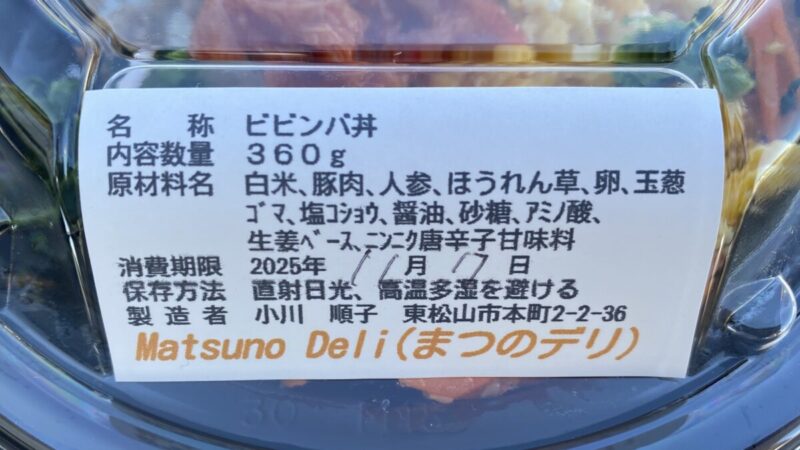 名　称　ビビンバ丼
内容数量　３６０ｇ
原材料名　白米、豚肉、人参、ほうれん草、卵、玉葱
ｺﾞﾏ、塩ｺｼｮｳ、醤油、砂糖、ｱﾐﾉ酸、
生姜ﾍﾞｰｽ、ﾆﾝﾆｸ唐辛子甘味料
消費期限　2025年 11月 17日
保存方法　直射日光、高温多湿を避ける
製造者　小川　順子　東松山市本町2-2-36
Matsuno Deli(まつのデリ)